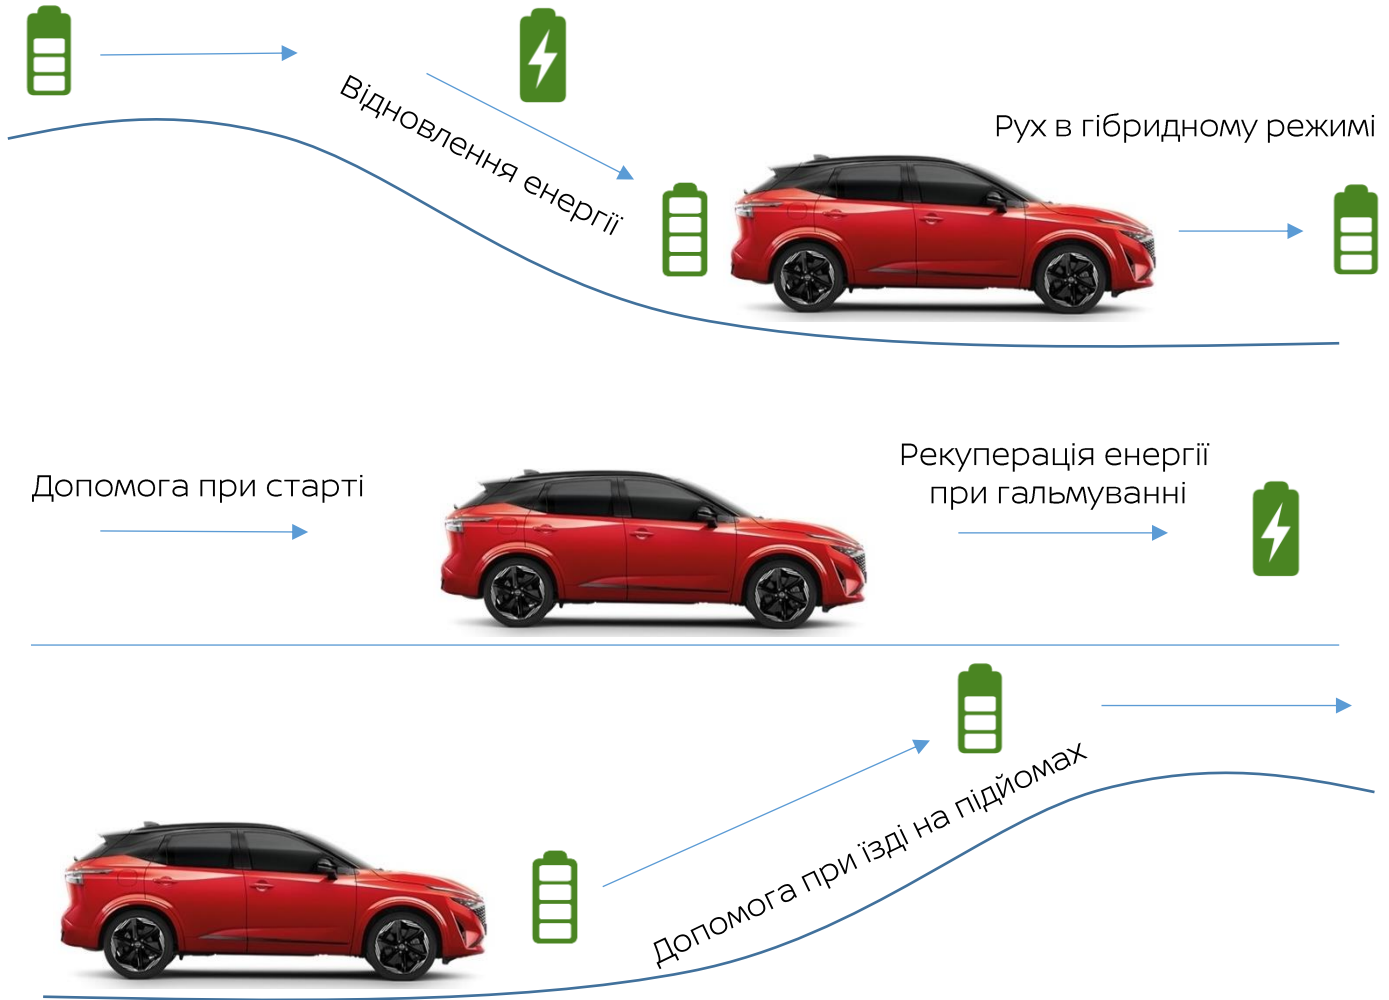 Відновлення енергії
Рух в гібридному режимі
Допомога при старті
Рекуперація енергії
при гальмуванні
Допомога при їзді на підйомах